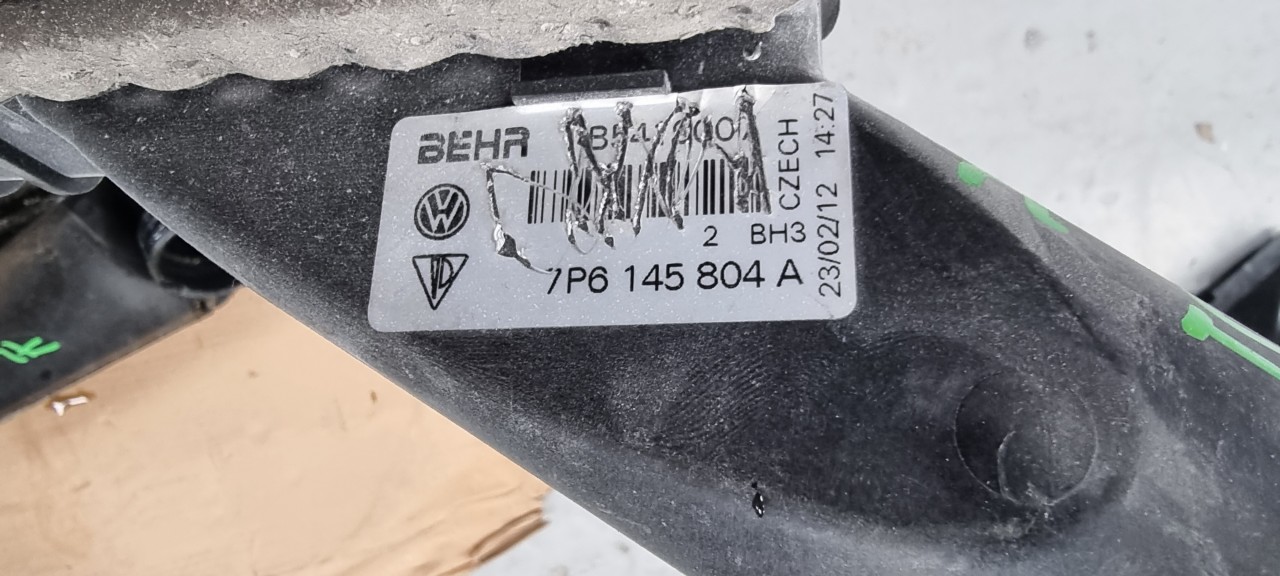 BEHR
CZECH
2 BH3
7P6 145 804 A
23/02/12 14:27